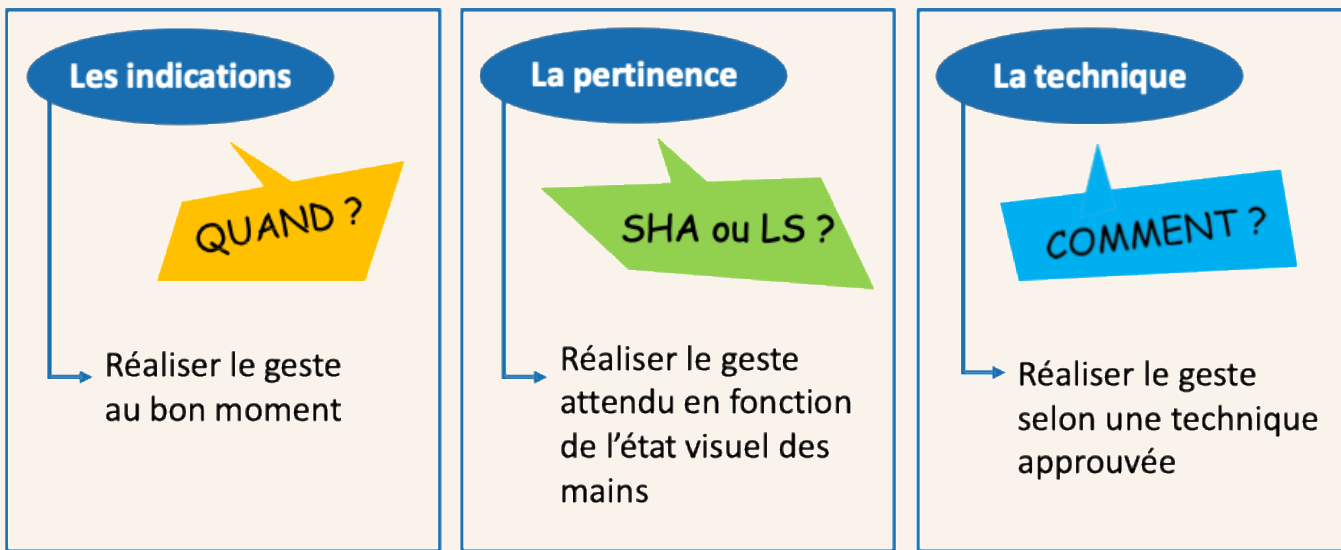 Les indications
QUAND ?
Réaliser le geste
au bon moment
La pertinence
SHA ou LS ?
Réaliser le geste
attendu en fonction
de l’état visuel des
mains
La technique
COMMENT ?
Réaliser le geste
selon une technique
approuvée